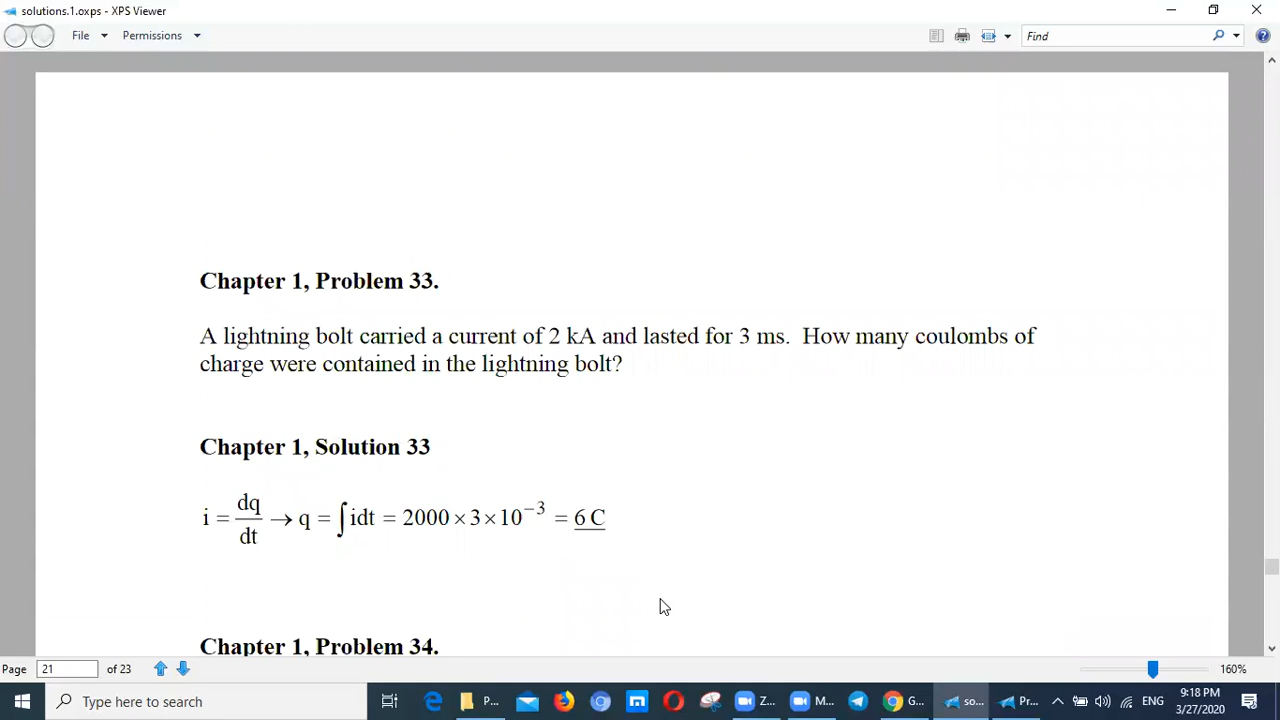 solutions.1.oxps - XPS Viewer
File Permissions Find
Chapter 1, Problem 33.
A lightning bolt carried a current of 2 kA and lasted for 3 ms.  How many coulombs of
charge were contained in the lightning bolt?
Chapter 1, Solution 33
i = dq/dt → q = ∫idt = 2000 × 3 × 10⁻³ = 6 C
Chapter 1, Problem 34.
Page 21 of 23 160%
Type here to search P... Z... M... G... so... Pr... ENG 9:18 PM
3/27/2020